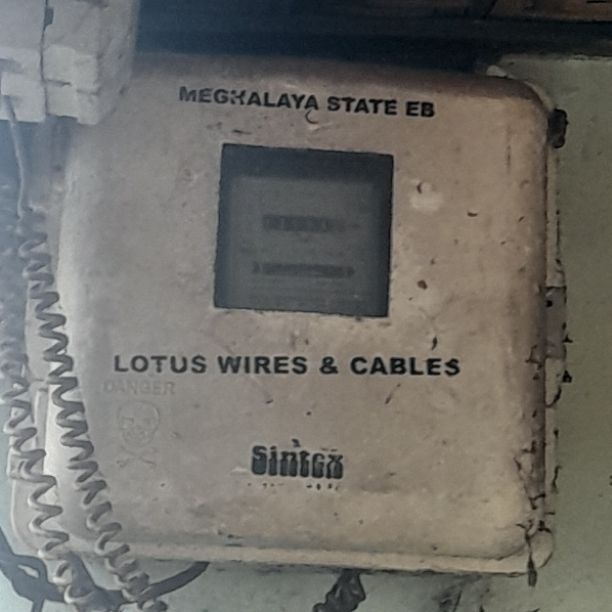 MEGHALAYA STATE EB
LOTUS WIRES & CABLES
DANGER
Sintex